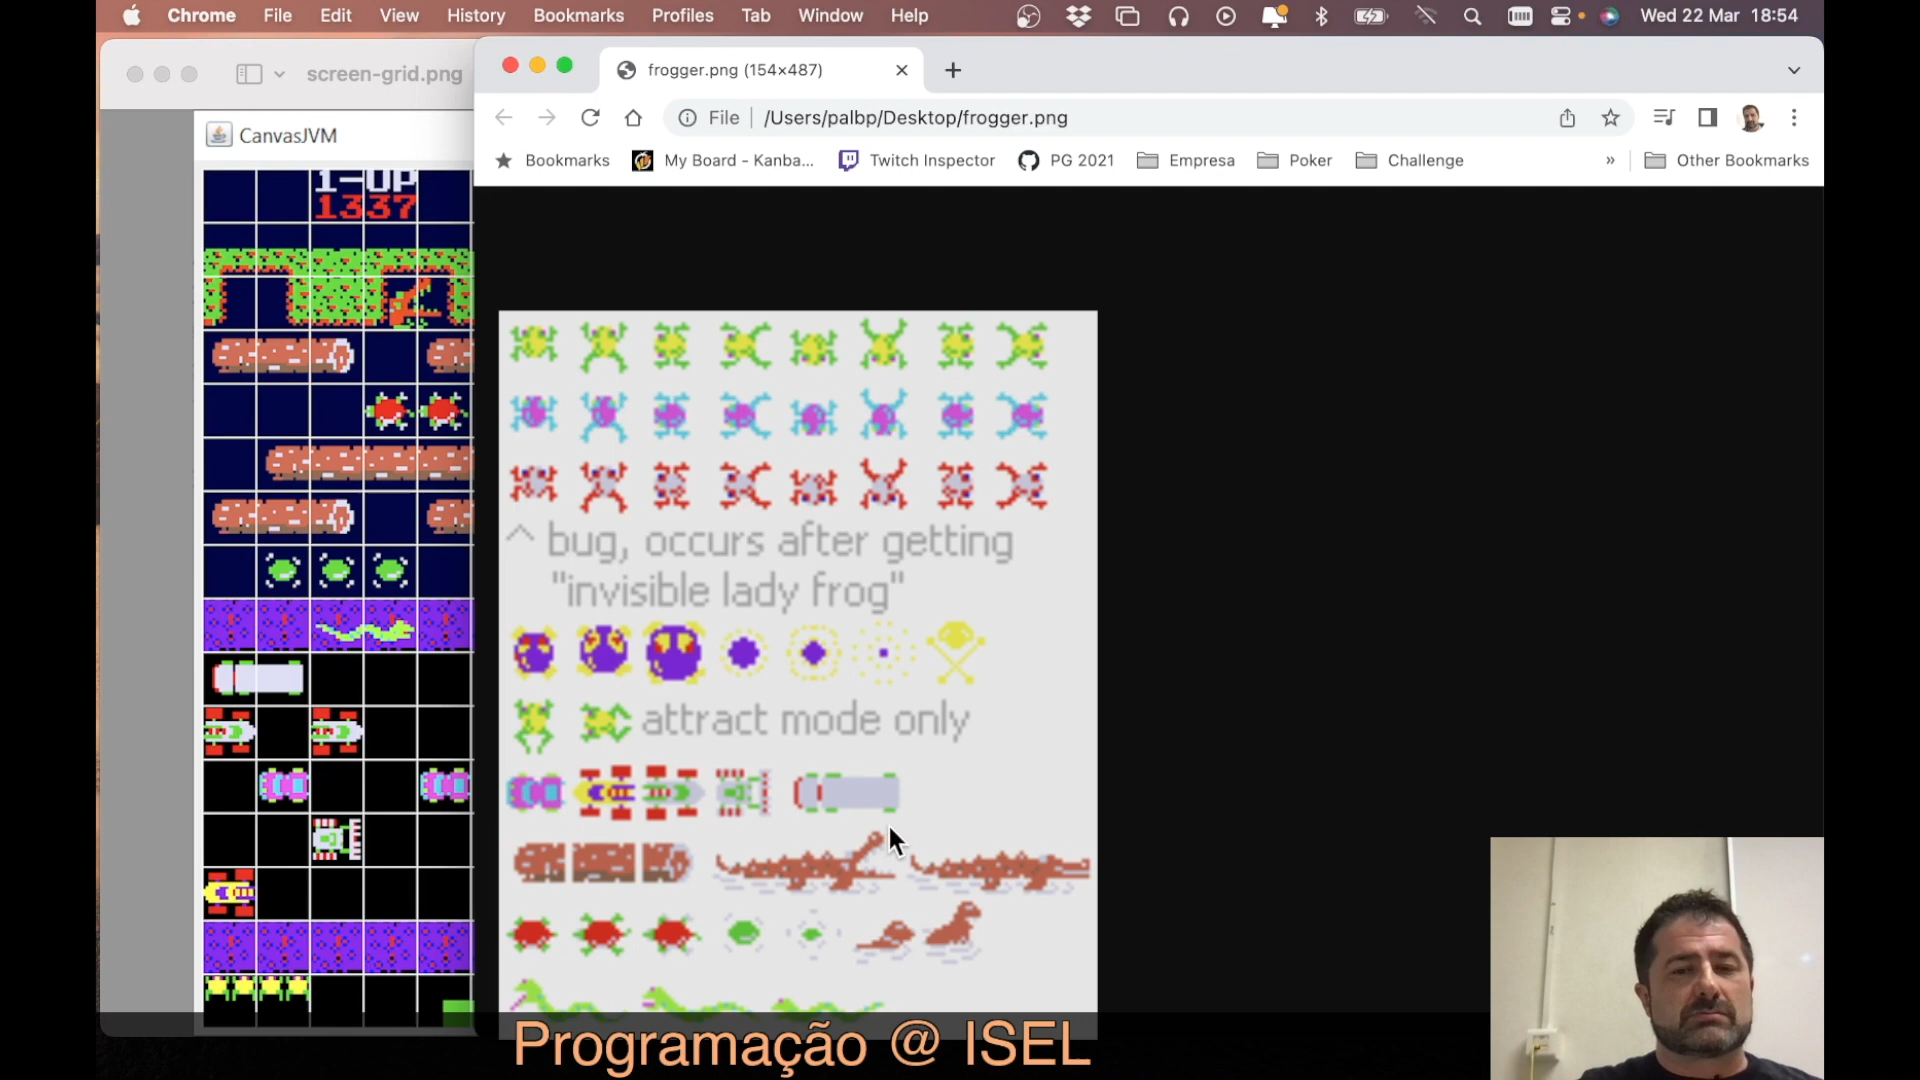 Chrome File Edit View History Bookmarks Profiles Tab Window Help Wed 22 Mar 18:54
screen-grid.png
frogger.png (154×487)
File /Users/palbp/Desktop/frogger.png
CanvasJVM
Bookmarks My Board - Kanba... Twitch Inspector PG 2021 Empresa Poker Challenge » Other Bookmarks
1-UP
1337
^ bug, occurs after getting
"invisible lady frog"
attract mode only
Programação @ ISEL